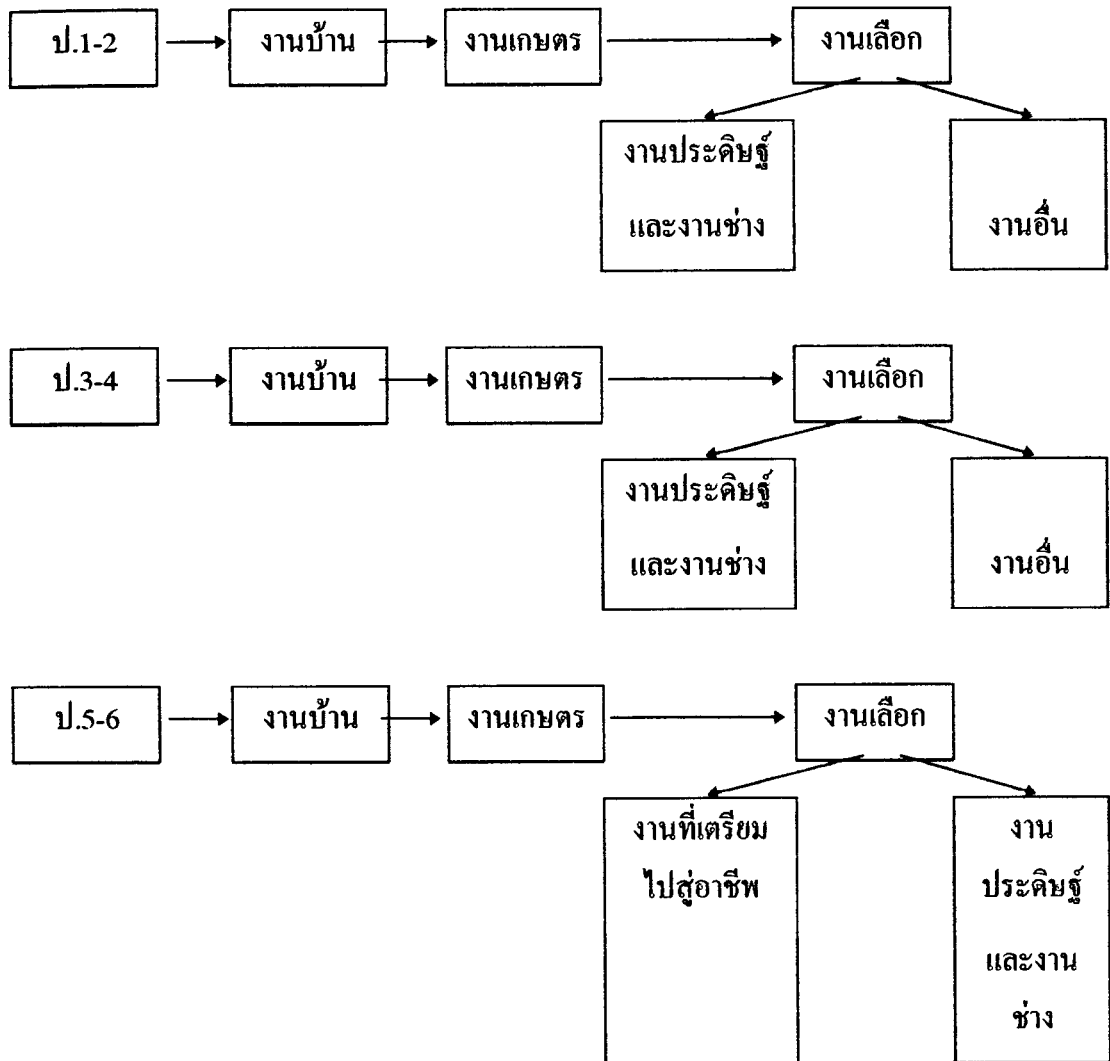 ป.1-2 งานบ้าน งานเกษตร งานเลือก
งานประดิษฐ์
และงานช่าง
งานอื่น
ป.3-4 งานบ้าน งานเกษตร งานเลือก
งานประดิษฐ์
และงานช่าง
งานอื่น
ป.5-6 งานบ้าน งานเกษตร งานเลือก
งานที่เตรียม
ไปสู่อาชีพ
งาน
ประดิษฐ์
และงาน
ช่าง